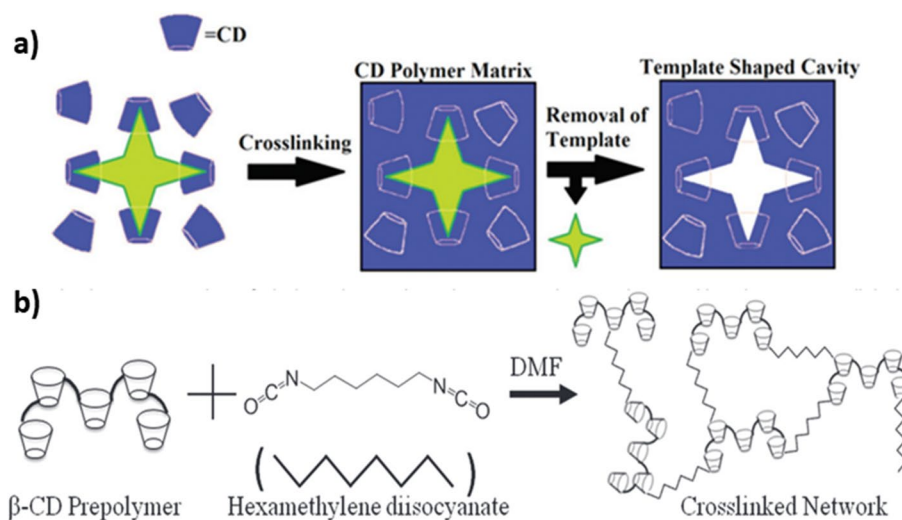 a)
=CD
CD Polymer Matrix
Template Shaped Cavity
Crosslinking
Removal of
Template
b)
O=C=N
N=C=O
DMF
β-CD Prepolymer
Hexamethylene diisocyanate
Crosslinked Network